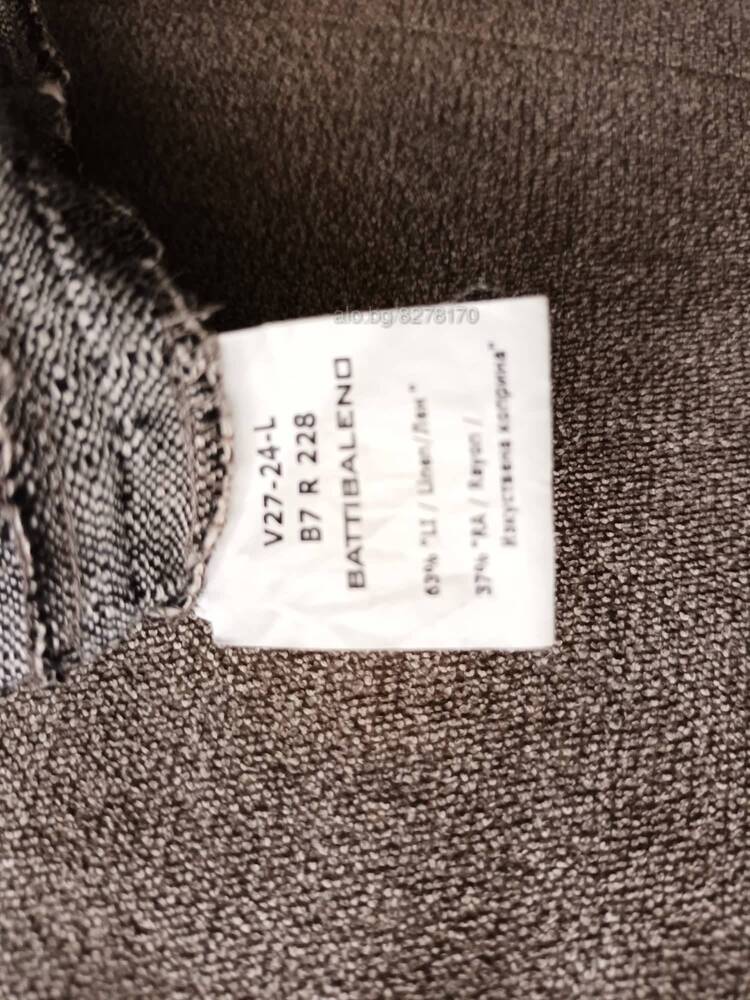 alo.bg/8278170
V27-24-L
B7 R 228
BATTIBALENO
63% "LI / Linen//Лен"
37% "RA / Rayon /
Изкуствена коприна"